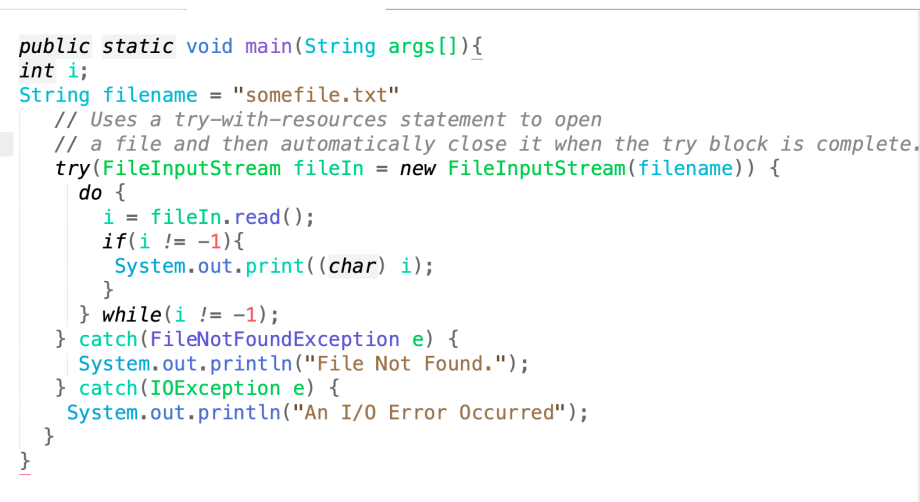 public static void main(String args[]){
int i;
String filename = "somefile.txt"
// Uses a try-with-resources statement to open
// a file and then automatically close it when the try block is complete.
try(FileInputStream fileIn = new FileInputStream(filename)) {
do {
i = fileIn.read();
if(i != -1){
System.out.print((char) i);
}
} while(i != -1);
} catch(FileNotFoundException e) {
System.out.println("File Not Found.");
} catch(IOException e) {
System.out.println("An I/O Error Occurred");
}
}